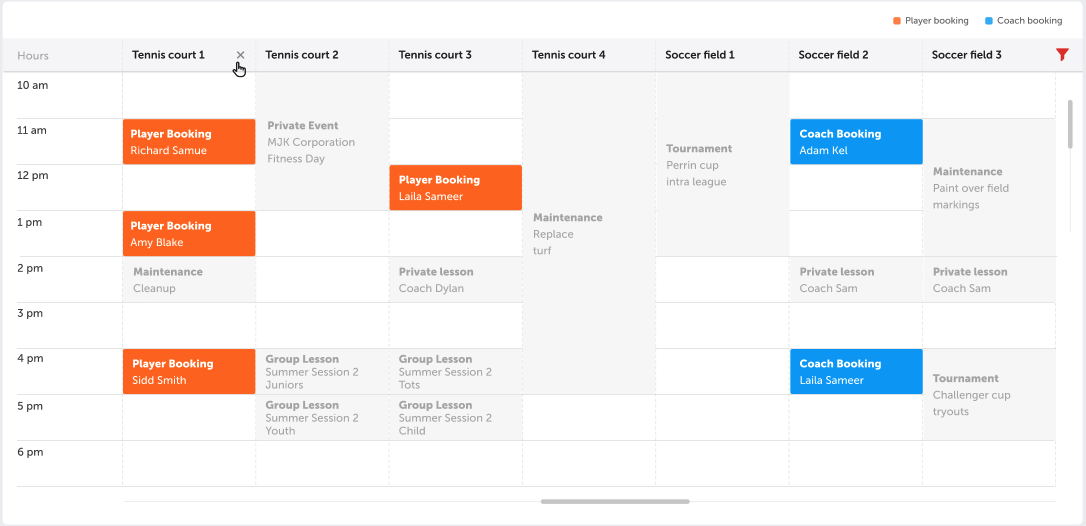 Player booking
Coach booking
Hours
Tennis court 1
Tennis court 2
Tennis court 3
Tennis court 4
Soccer field 1
Soccer field 2
Soccer field 3
10 am
Private Event
MJK Corporation
Fitness Day
11 am
Player Booking
Richard Samue
Coach Booking
Adam Kel
Tournament
Perrin cup
intra league
12 pm
Player Booking
Laila Sameer
Maintenance
Paint over field
markings
1 pm
Player Booking
Amy Blake
Maintenance
Replace
turf
2 pm
Maintenance
Cleanup
Private lesson
Coach Dylan
Private lesson
Coach Sam
Private lesson
Coach Sam
3 pm
4 pm
Player Booking
Sidd Smith
Group Lesson
Summer Session 2
Juniors
Group Lesson
Summer Session 2
Tots
Coach Booking
Laila Sameer
Tournament
Challenger cup
tryouts
5 pm
Group Lesson
Summer Session 2
Youth
Group Lesson
Summer Session 2
Child
6 pm